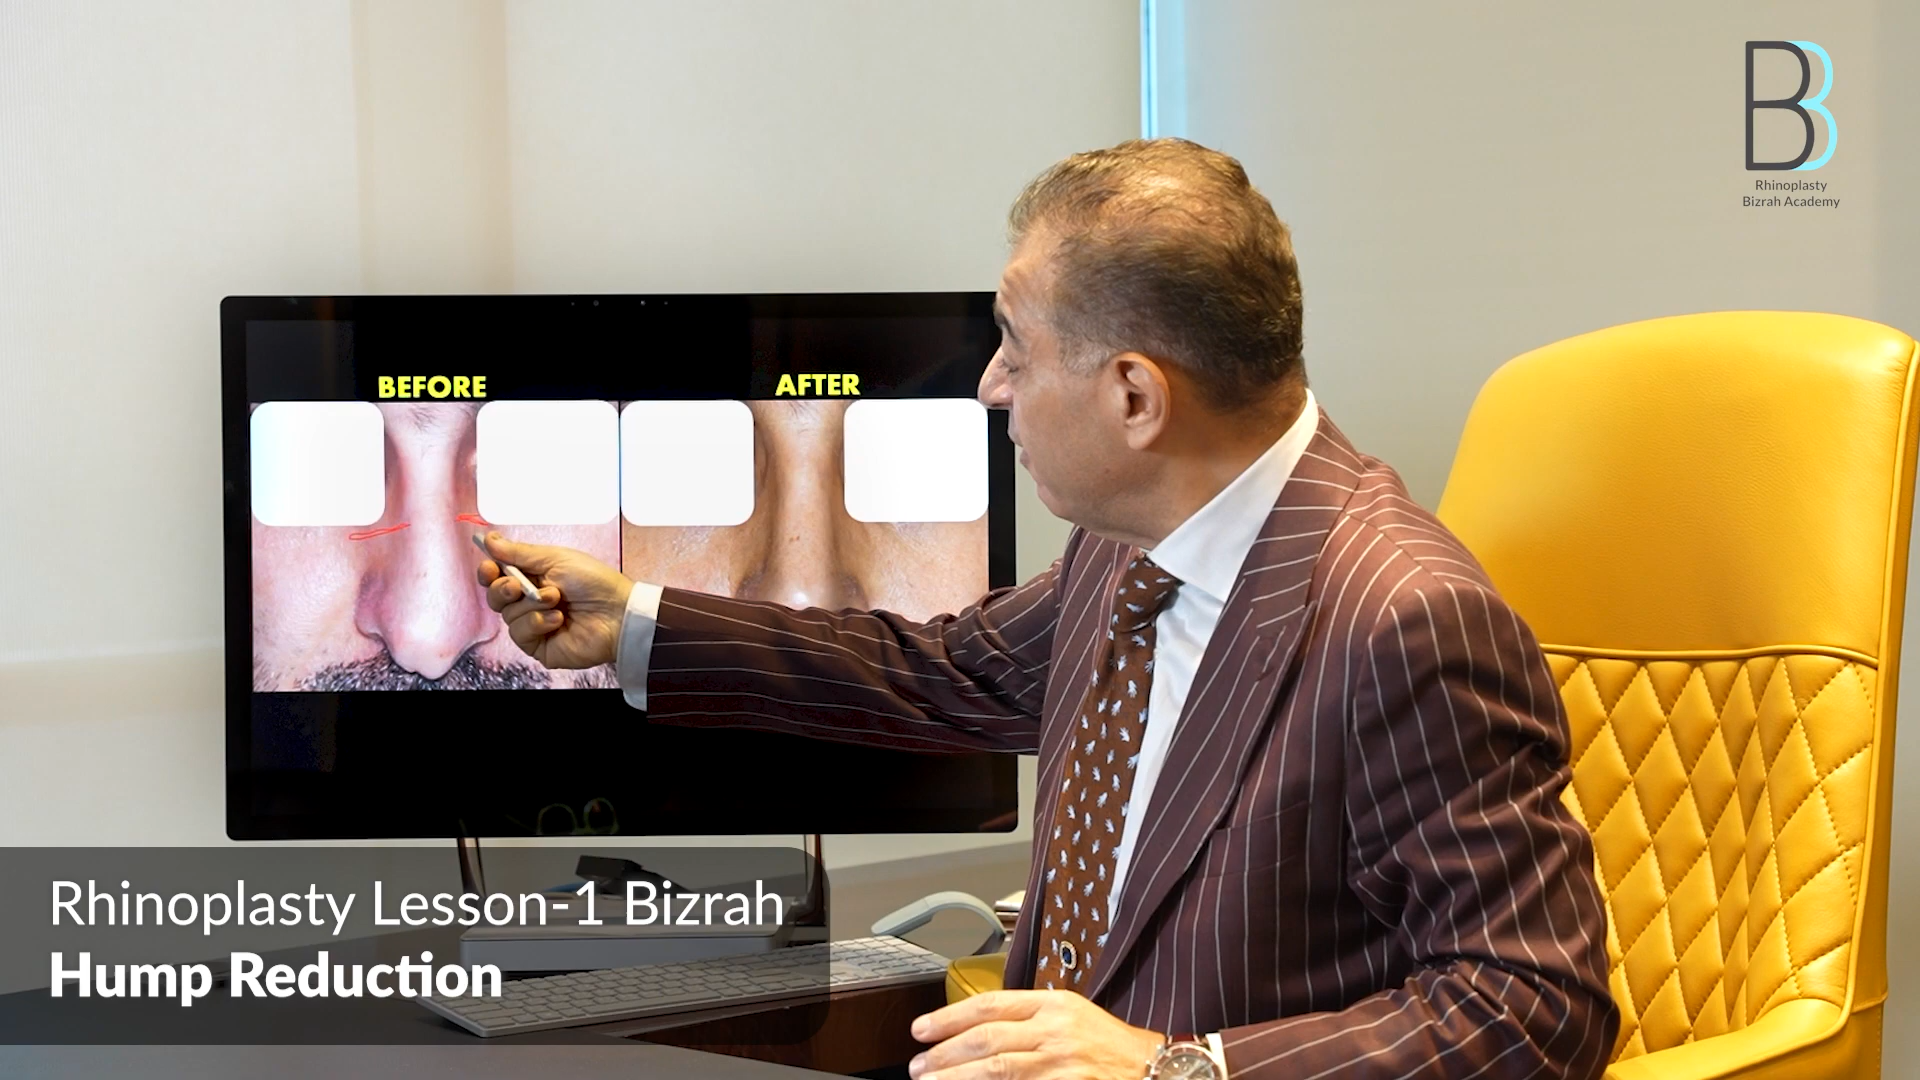 Rhinoplasty
Bizrah Academy
BEFORE
AFTER
Rhinoplasty Lesson-1 Bizrah
Hump Reduction